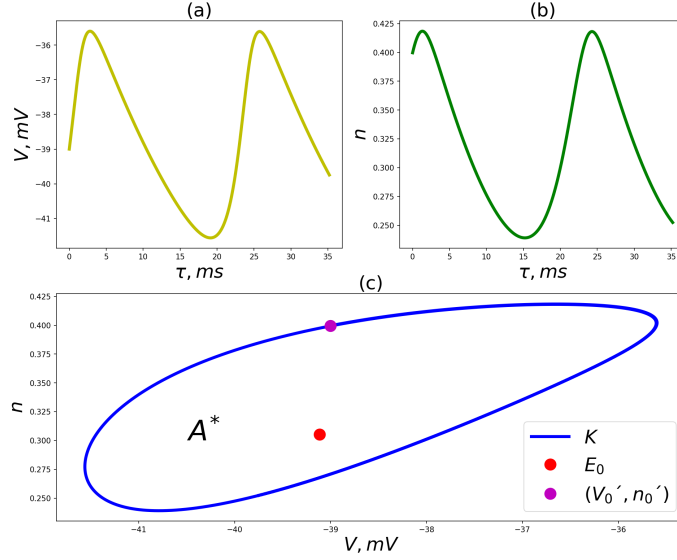 (a)
V, mV
−36
−37
−38
−39
−40
−41
0 5 10 15 20 25 30 35
τ, ms
(b)
n
0.425
0.400
0.375
0.350
0.325
0.300
0.275
0.250
0 5 10 15 20 25 30 35
τ, ms
(c)
n
0.425
0.400
0.375
0.350
0.325
0.300
0.275
0.250
A*
K
E₀
(V₀´, n₀´)
−41 −40 −39 −38 −37 −36
V, mV